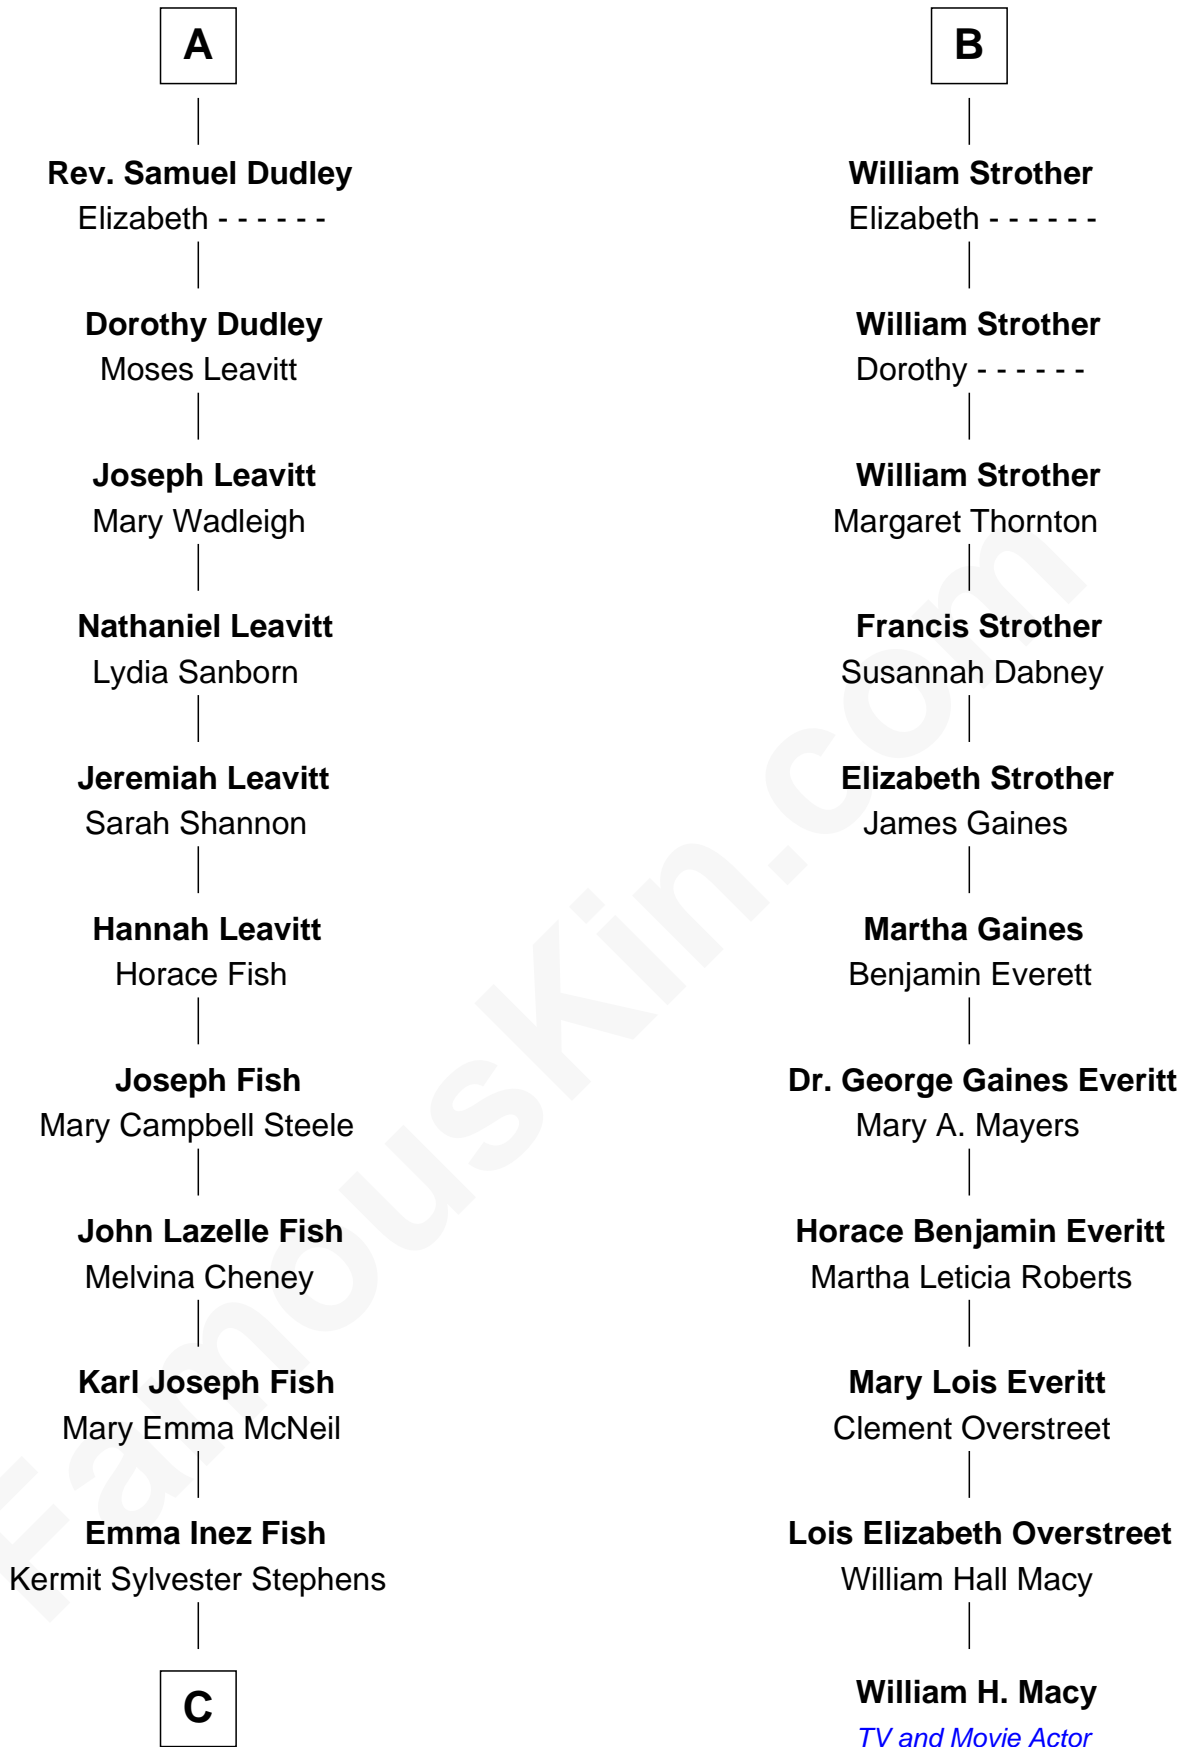 A
Rev. Samuel Dudley
Elizabeth - - - - - -
Dorothy Dudley
Moses Leavitt
Joseph Leavitt
Mary Wadleigh
Nathaniel Leavitt
Lydia Sanborn
Jeremiah Leavitt
Sarah Shannon
Hannah Leavitt
Horace Fish
Joseph Fish
Mary Campbell Steele
John Lazelle Fish
Melvina Cheney
Karl Joseph Fish
Mary Emma McNeil
Emma Inez Fish
Kermit Sylvester Stephens
C
B
William Strother
Elizabeth - - - - - -
William Strother
Dorothy - - - - - -
William Strother
Margaret Thornton
Francis Strother
Susannah Dabney
Elizabeth Strother
James Gaines
Martha Gaines
Benjamin Everett
Dr. George Gaines Everitt
Mary A. Mayers
Horace Benjamin Everitt
Martha Leticia Roberts
Mary Lois Everitt
Clement Overstreet
Lois Elizabeth Overstreet
William Hall Macy
William H. Macy
TV and Movie Actor
FamousKin.com